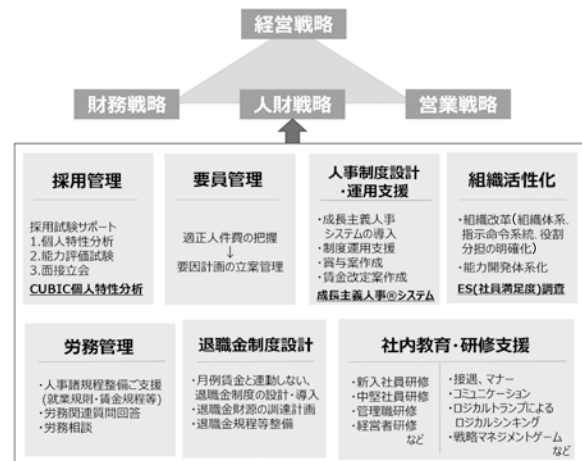 経営戦略
財務戦略
人財戦略
営業戦略
採用管理
採用試験サポート
1.個人特性分析
2.能力評価試験
3.面接立会
CUBIC個人特性分析
要員管理
適正人件費の把握
↓
要因計画の立案管理
人事制度設計
・運用支援
・成長主義人事
システムの導入
・制度運用支援
・賞与案作成
・賃金改定案作成
成長主義人事®システム
組織活性化
・組織改革(組織体系、
指示命令系統、役割
分担の明確化)
・能力開発体系化
ES(社員満足度)調査
労務管理
・人事諸規程整備ご支援
(就業規則・賃金規程等)
・労務関連質問回答
・労務相談
退職金制度設計
・月例賃金と連動しない、
退職金制度の設計・導入
・退職金財源の調達計画
・退職金規程等整備
社内教育・研修支援
・新入社員研修
・中堅社員研修
・管理職研修
・経営者研修
など
・接遇、マナー
・コミュニケーション
・ロジカルトランプによる
ロジカルシンキング
・戦略マネジメントゲーム
など